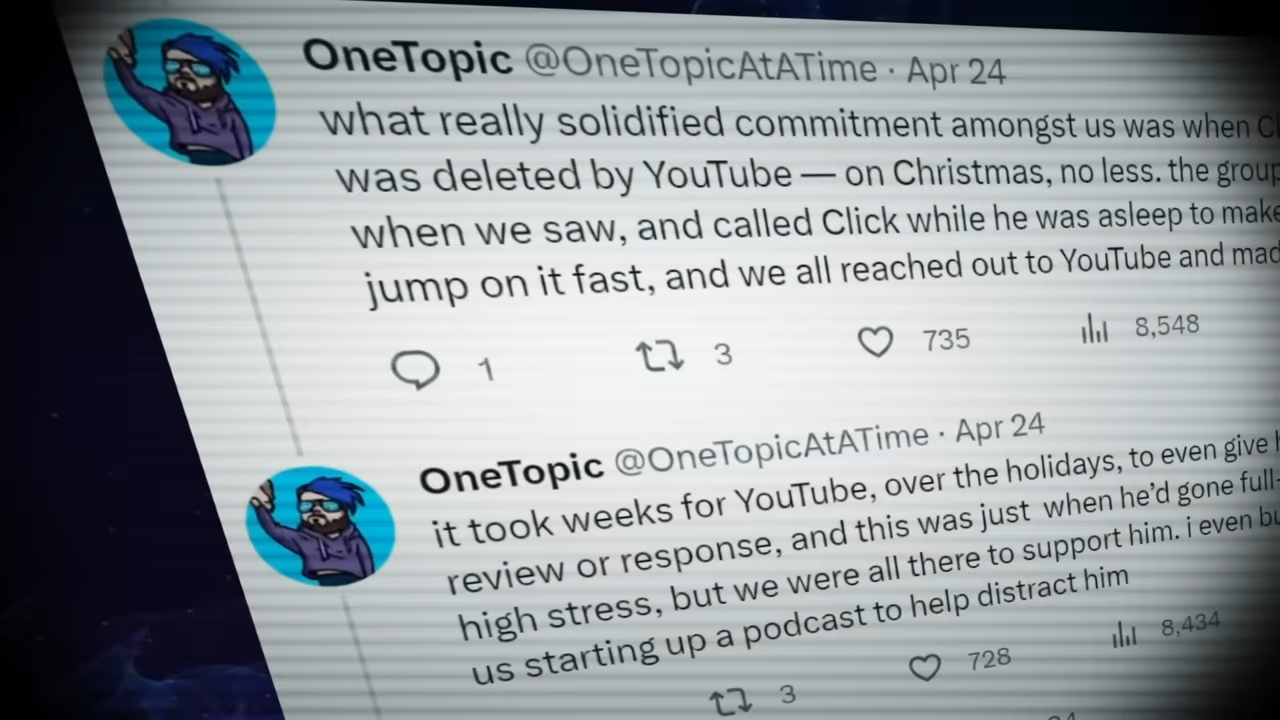 OneTopic @OneTopicAtATime · Apr 24
what really solidified commitment amongst us was when
was deleted by YouTube — on Christmas, no less. the group
when we saw, and called Click while he was asleep to make
jump on it fast, and we all reached out to YouTube and
1 3 735 8,548
OneTopic @OneTopicAtATime · Apr 24
it took weeks for YouTube, over the holidays, to even give
review or response, and this was just when he'd gone full-
high stress, but we were all there to support him. i even
us starting up a podcast to help distract him
3 728 8,434